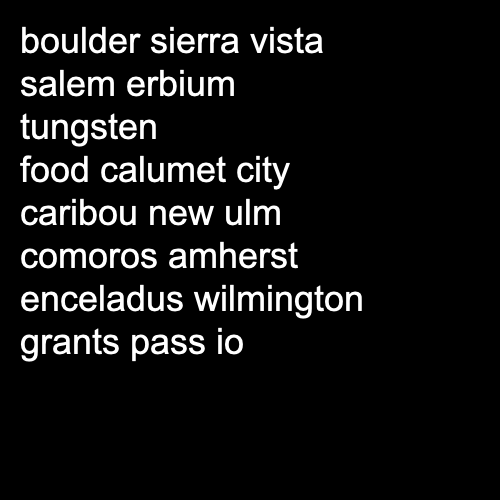 boulder sierra vista
salem erbium
tungsten
food calumet city
caribou new ulm
comoros amherst
enceladus wilmington
grants pass io